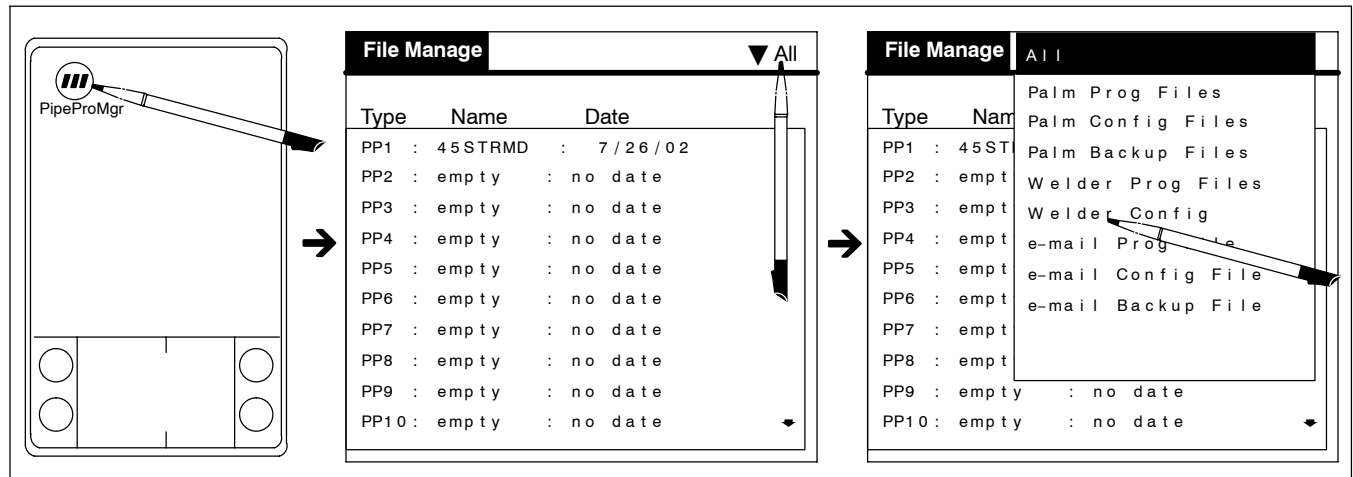 PipeProMgr
File Manage ▼ All
Type Name Date
PP1 : 45STRMD : 7/26/02
PP2 : empty : no date
PP3 : empty : no date
PP4 : empty : no date
PP5 : empty : no date
PP6 : empty : no date
PP7 : empty : no date
PP8 : empty : no date
PP9 : empty : no date
PP10: empty : no date
File Manage All
Type Nam
PP1 : 45ST
PP2 : empt
PP3 : empt
PP4 : empt
PP5 : empt
PP6 : empt
PP7 : empt
PP8 : empt
PP9 : empty : no date
PP10: empty : no date
Palm Prog Files
Palm Config Files
Palm Backup Files
Welder Prog Files
Welder Config
e-mail Prog
e-mail Config File
e-mail Backup File